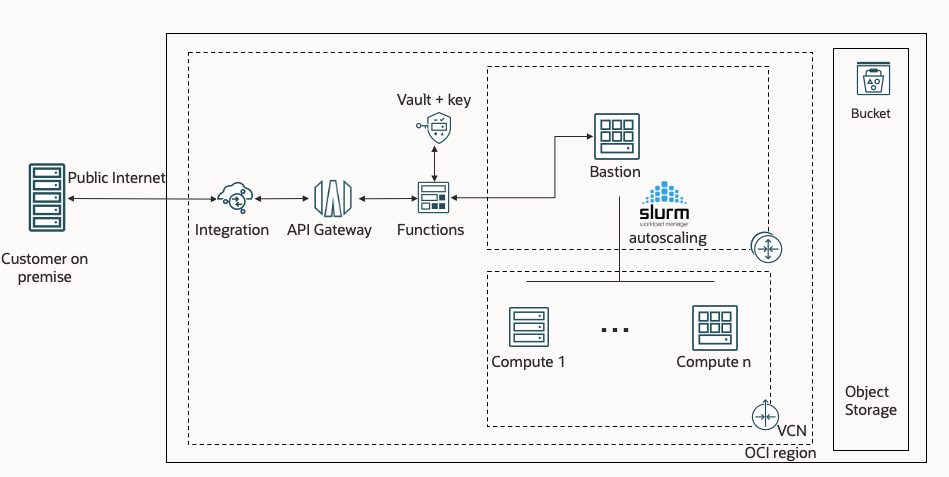 Vault + key
Bucket
Public Internet
Bastion
slurm
workload manager
Integration
API Gateway
Functions
autoscaling
Customer on
premise
Compute 1
...
Compute n
Object
Storage
VCN
OCI region